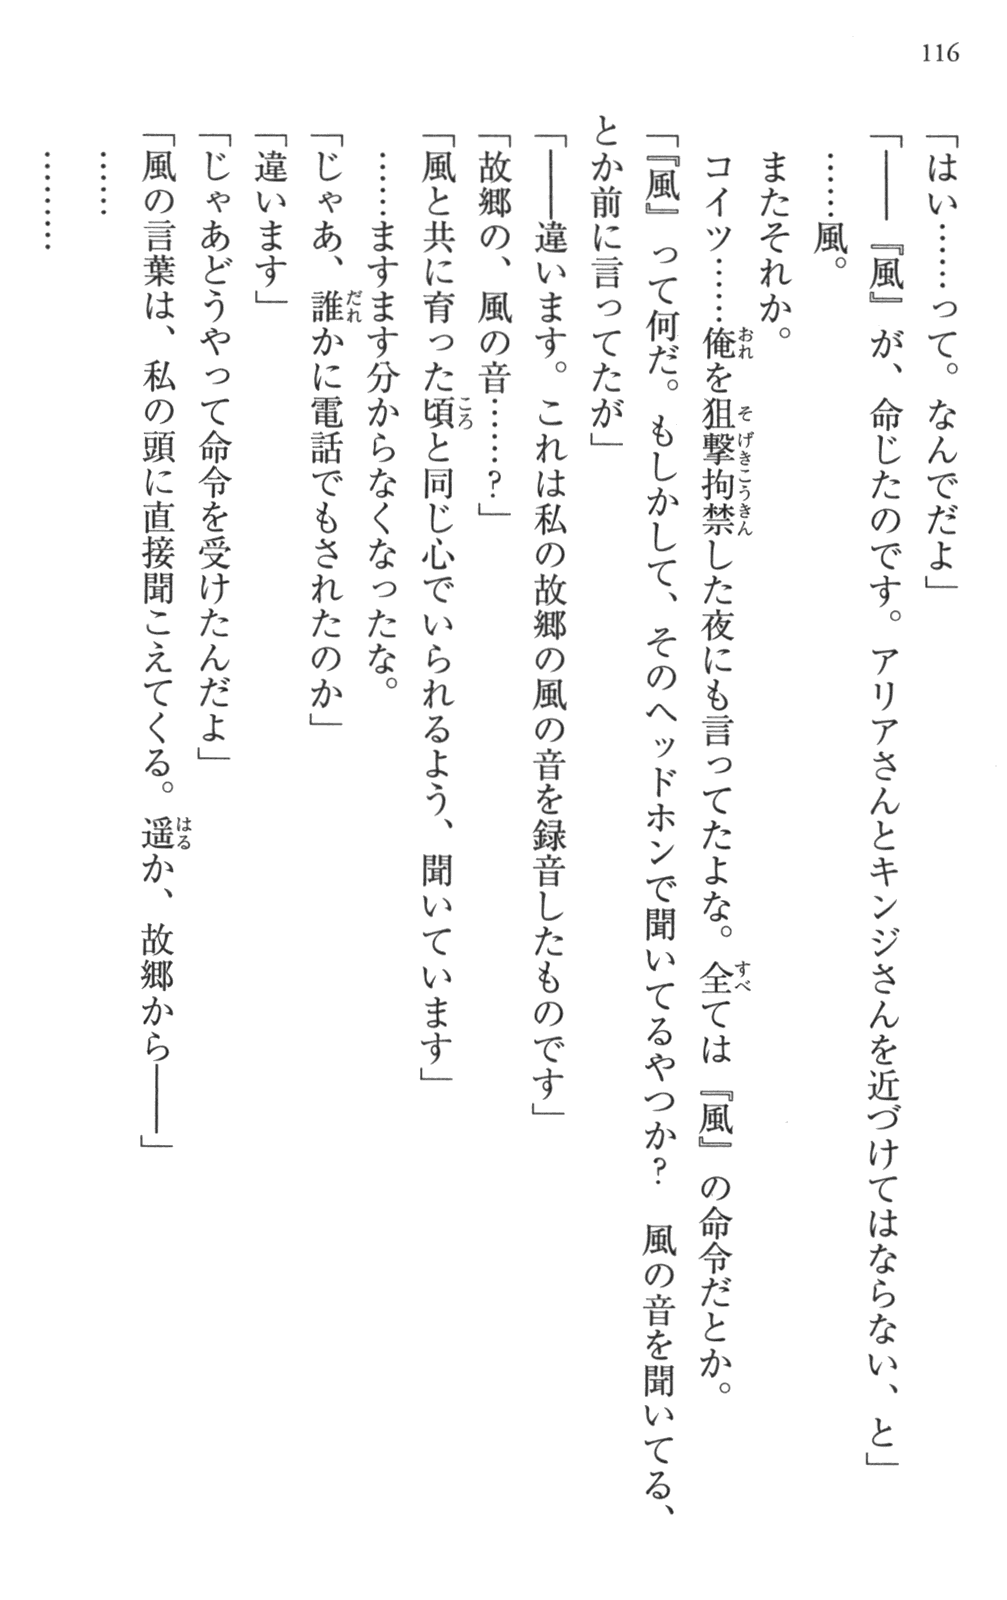 116
「はい……って。なんでだよ」
「――『風』が、命じたのです。アリアさんとキンジさんを近づけてはならない、と」
……風。
またそれか。
コイツ……俺を狙撃拘禁した夜にも言ってたよな。全ては『風』の命令だとか。
「『風』って何だ。もしかして、そのヘッドホンで聞いてるやつか？　風の音を聞いてる、
とか前に言ってたが」
「――違います。これは私の故郷の風の音を録音したものです」
「故郷の、風の音……？」
「風と共に育った頃と同じ心でいられるよう、聞いています」
……ますます分からなくなったな。
「じゃあ、誰かに電話でもされたのか」
「違います」
「じゃあどうやって命令を受けたんだよ」
「風の言葉は、私の頭に直接聞こえてくる。遥か、故郷から――」
……
………